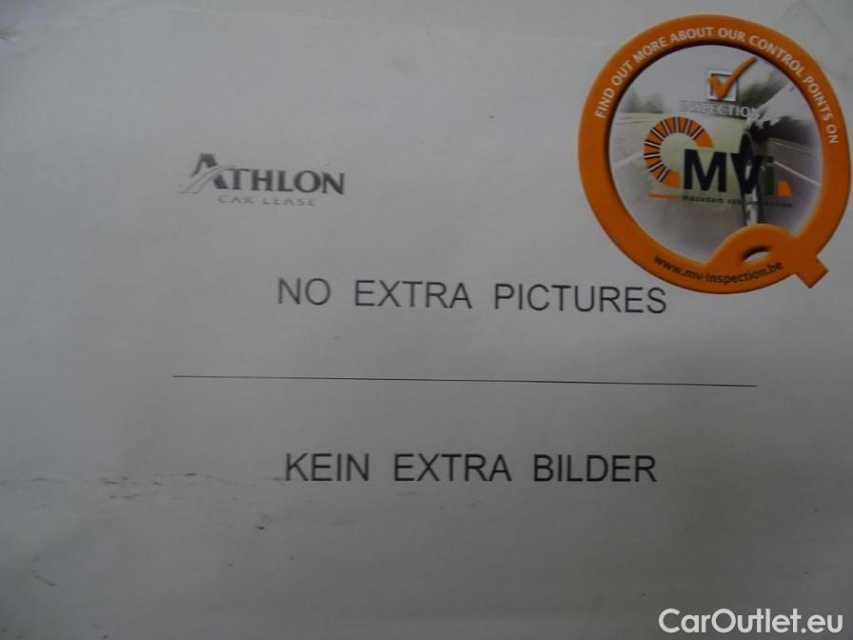 FIND OUT MORE ABOUT OUR CONTROL POINTS ON
INSPECTION
MVi
www.mv-inspection.be
ATHLON
CAR LEASE
NO EXTRA PICTURES
KEIN EXTRA BILDER
CarOutlet.eu